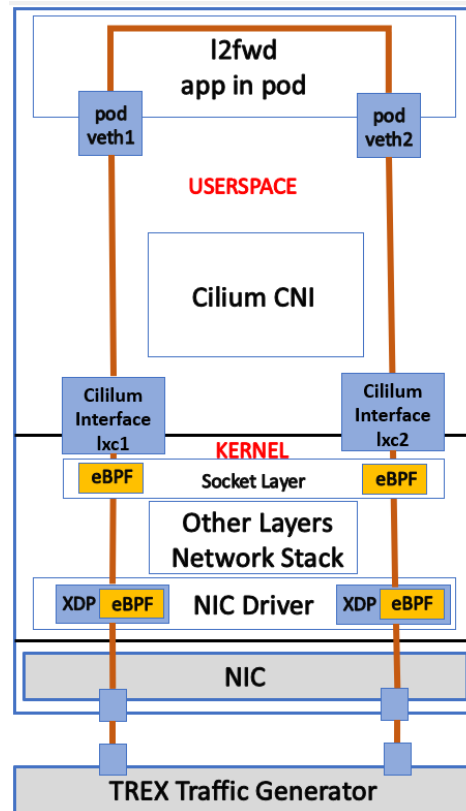 l2fwd
app in pod
pod
veth1
pod
veth2
USERSPACE
Cilium CNI
Cililum
Interface
lxc1
Cililum
Interface
lxc2
KERNEL
eBPF
Socket Layer
eBPF
Other Layers
Network Stack
XDP
eBPF
NIC Driver
XDP
eBPF
NIC
TREX Traffic Generator